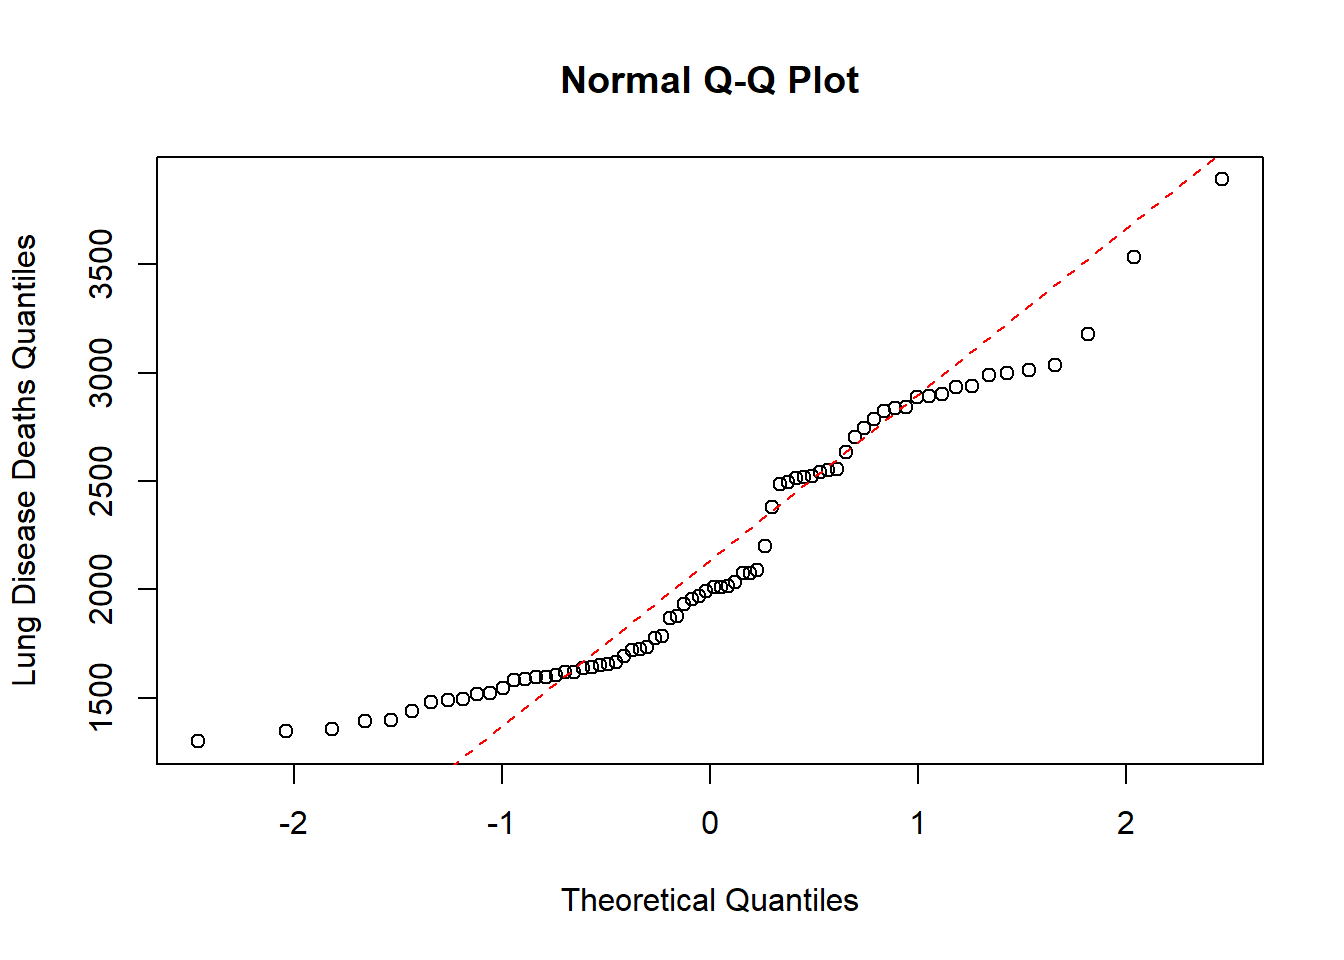 Normal Q-Q Plot
Lung Disease Deaths Quantiles
3500
3000
2500
2000
1500
-2 -1 0 1 2
Theoretical Quantiles